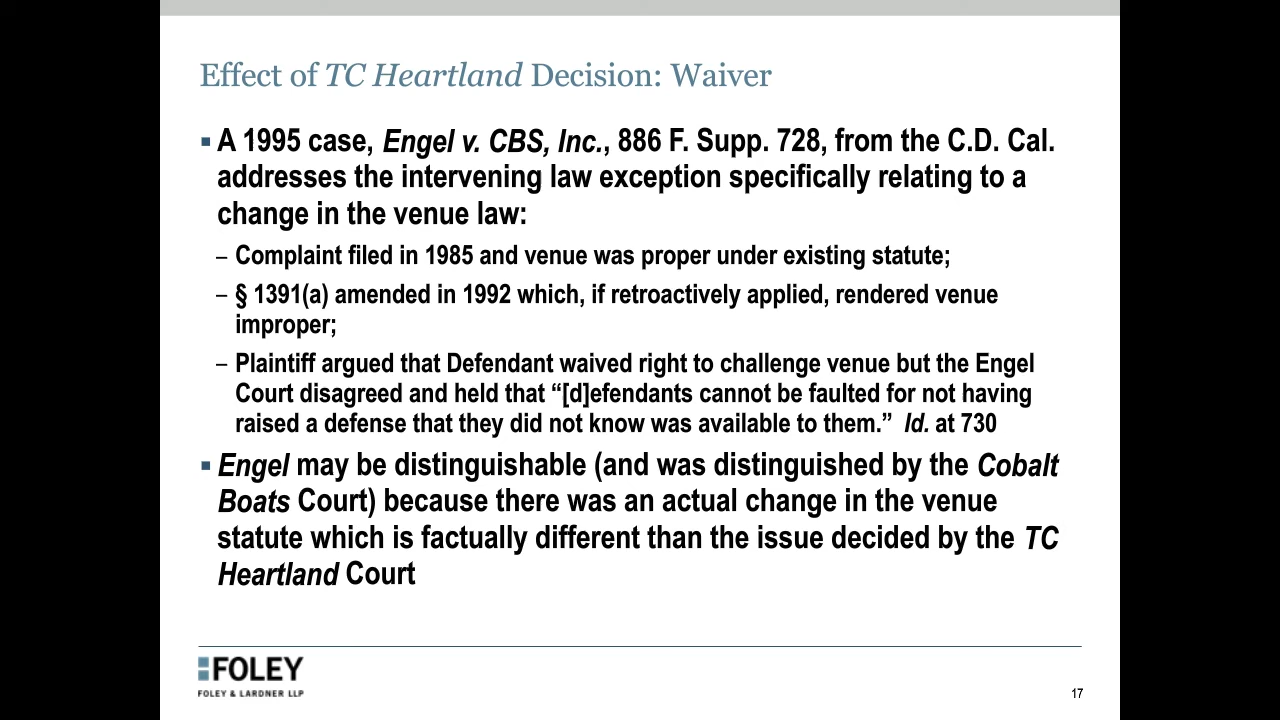 Effect of TC Heartland Decision: Waiver
▪ A 1995 case, Engel v. CBS, Inc., 886 F. Supp. 728, from the C.D. Cal.
addresses the intervening law exception specifically relating to a
change in the venue law:
– Complaint filed in 1985 and venue was proper under existing statute;
– § 1391(a) amended in 1992 which, if retroactively applied, rendered venue
improper;
– Plaintiff argued that Defendant waived right to challenge venue but the Engel
Court disagreed and held that “[d]efendants cannot be faulted for not having
raised a defense that they did not know was available to them.” Id. at 730
▪ Engel may be distinguishable (and was distinguished by the Cobalt
Boats Court) because there was an actual change in the venue
statute which is factually different than the issue decided by the TC
Heartland Court
FOLEY
FOLEY & LARDNER LLP
17